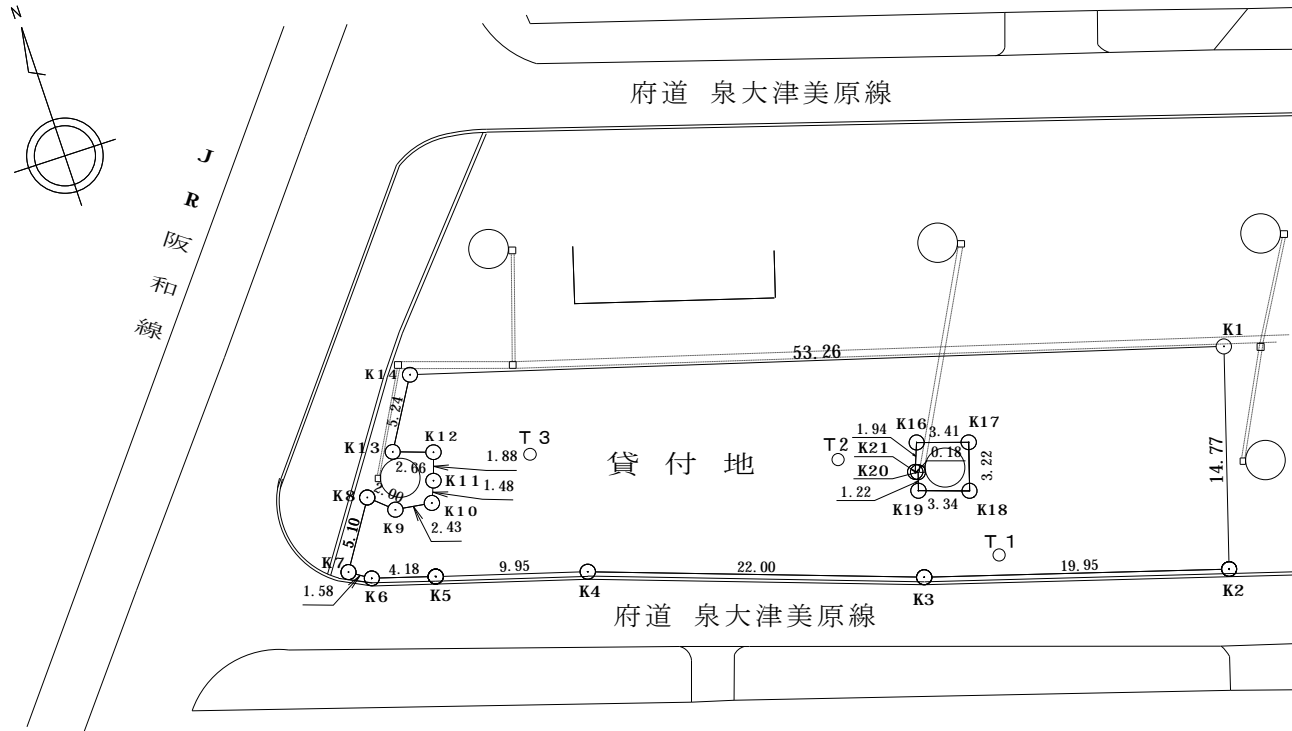 N
府道 泉大津美原線
JR阪和線
K1
53.26
K14
5.24
K16
3.41
K17
1.94
K13
K12
T3
T2
K21
0.18
3.22
14.77
1.88
2.66
貸付地
K20
K11
1.48
K8
2.00
1.22
K19
3.34
K18
K9
K10
2.43
5.10
T1
K7
4.18
9.95
22.00
19.95
1.58
K6
K5
K4
K3
K2
府道 泉大津美原線